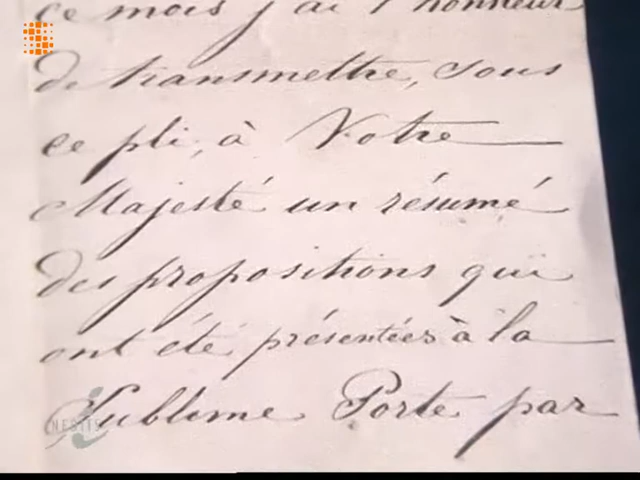 ce mois j'ai l'honneur
de transmettre, sous
ce pli, à Votre
Majesté un résumé
des propositions qui
ont été présentées à la
Sublime Porte par